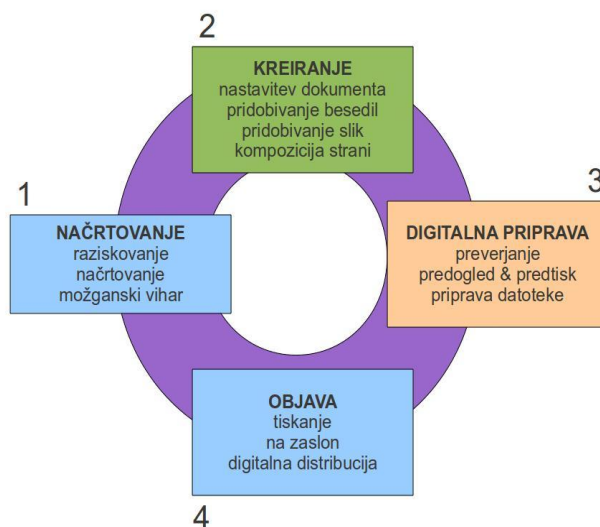 1
NAČRTOVANJE
raziskovanje
načrtovanje
možganski vihar
2
KREIRANJE
nastavitev dokumenta
pridobivanje besedil
pridobivanje slik
kompozicija strani
3
DIGITALNA PRIPRAVA
preverjanje
predogled & predtisk
priprava datoteke
OBJAVA
tiskanje
na zaslon
digitalna distribucija
4